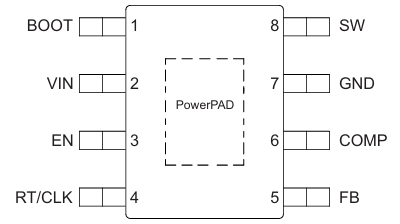 BOOT 1 8 SW
VIN 2 7 GND
PowerPAD
EN 3 6 COMP
RT/CLK 4 5 FB